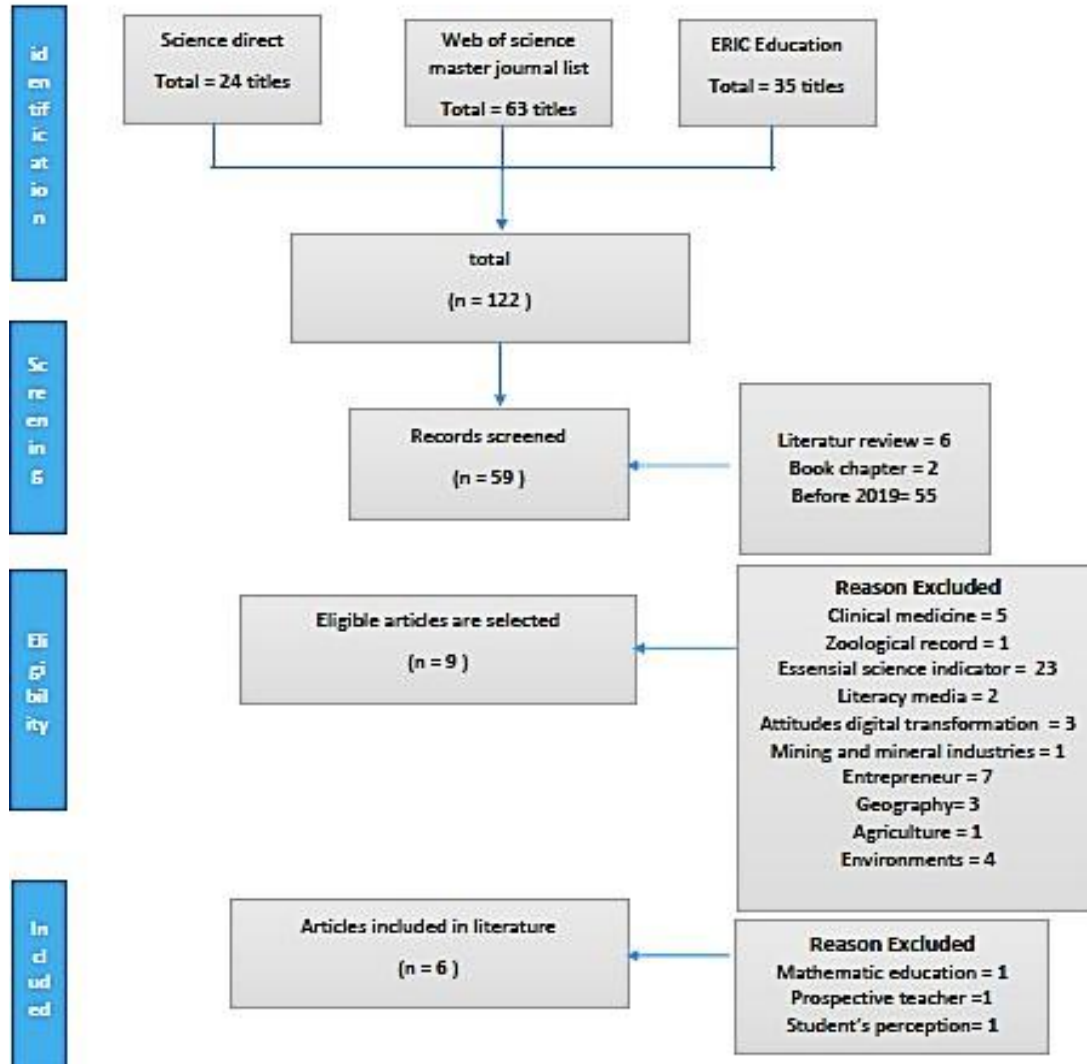 id
en
tif
ic
at
io
n
Science direct
Total = 24 titles
Web of science
master journal list
Total = 63 titles
ERIC Education
Total = 35 titles
total
(n = 122 )
Sc
re
en
in
g
Records screened
(n = 59 )
Literatur review = 6
Book chapter = 2
Before 2019= 55
Eli
gi
bil
ity
Eligible articles are selected
(n = 9 )
Reason Excluded
Clinical medicine = 5
Zoological record = 1
Essensial science indicator = 23
Literacy media = 2
Attitudes digital transformation = 3
Mining and mineral industries = 1
Entrepreneur = 7
Geography= 3
Agriculture = 1
Environments = 4
In
cl
ud
ed
Articles included in literature
(n = 6 )
Reason Excluded
Mathematic education = 1
Prospective teacher =1
Student's perception= 1